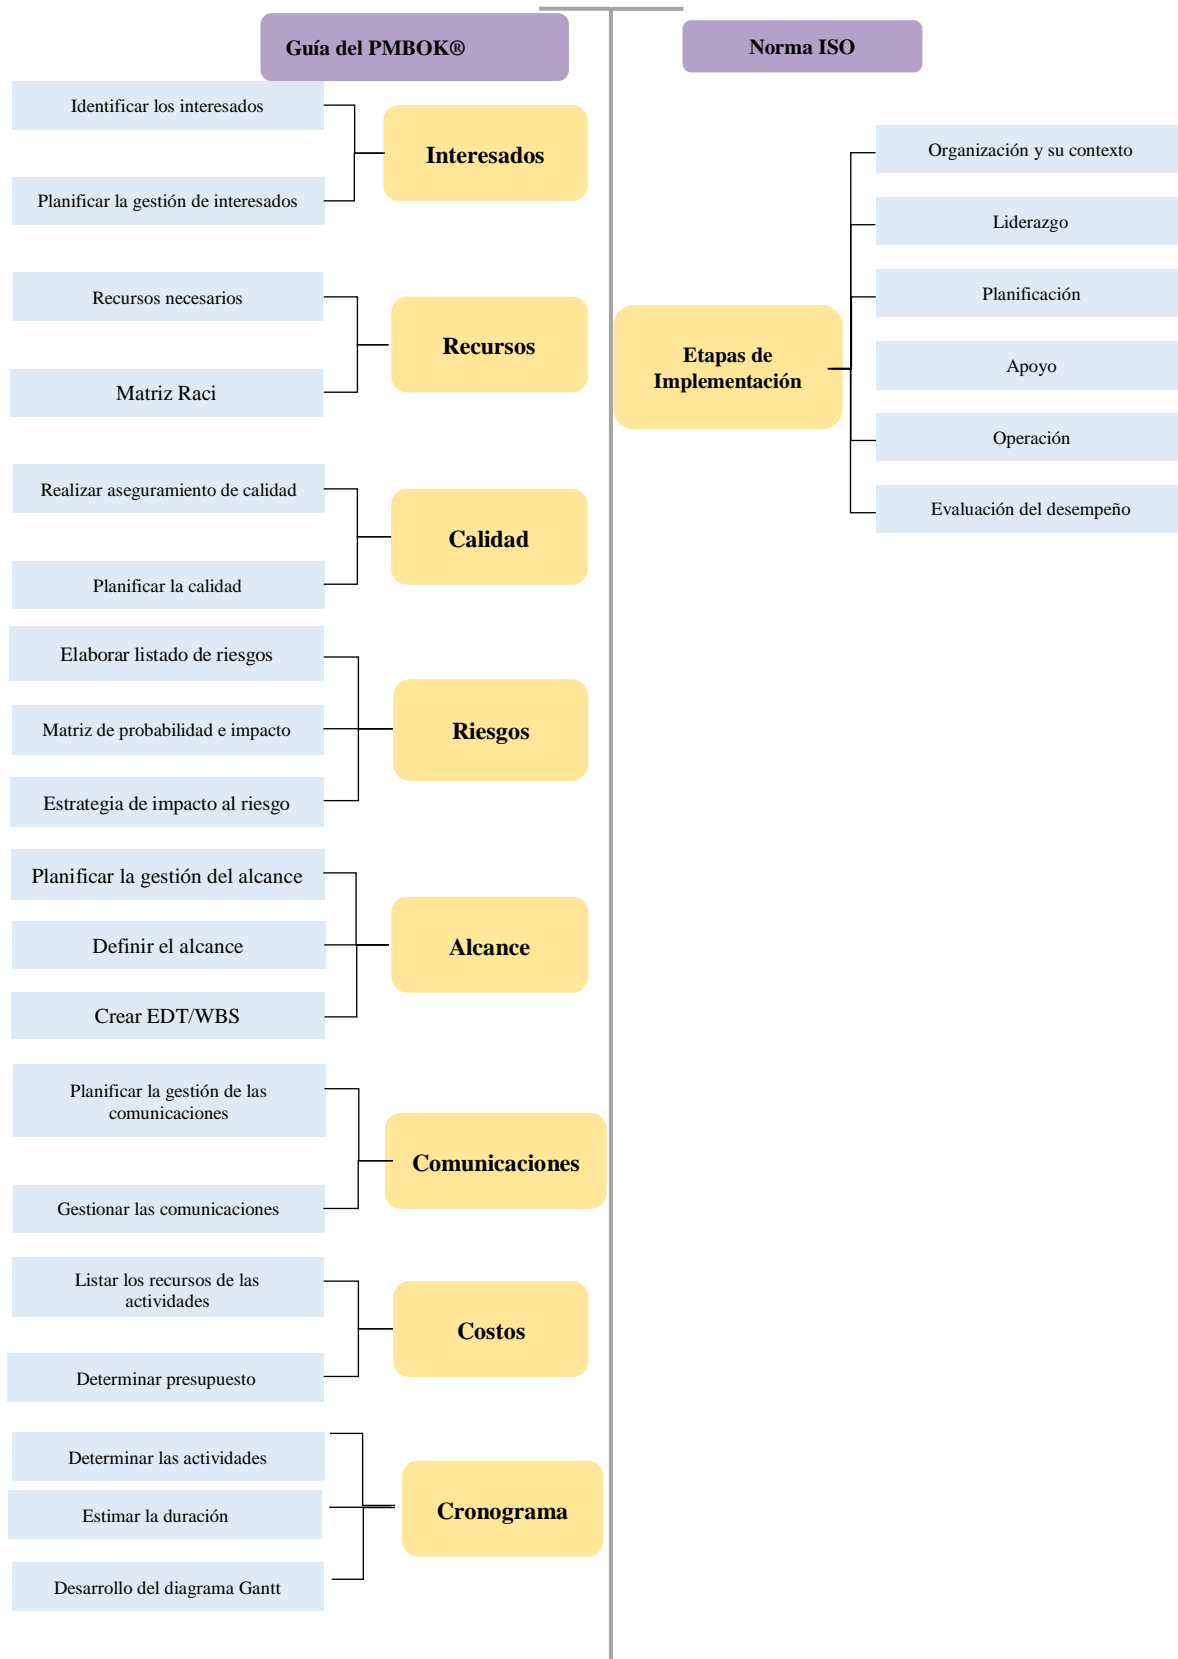 Guía del PMBOK®
Norma ISO
Identificar los interesados
Planificar la gestión de interesados
Interesados
Recursos necesarios
Matriz Raci
Recursos
Realizar aseguramiento de calidad
Planificar la calidad
Calidad
Elaborar listado de riesgos
Matriz de probabilidad e impacto
Estrategia de impacto al riesgo
Riesgos
Planificar la gestión del alcance
Definir el alcance
Crear EDT/WBS
Alcance
Planificar la gestión de las
comunicaciones
Gestionar las comunicaciones
Comunicaciones
Listar los recursos de las
actividades
Determinar presupuesto
Costos
Determinar las actividades
Estimar la duración
Desarrollo del diagrama Gantt
Cronograma
Etapas de
Implementación
Organización y su contexto
Liderazgo
Planificación
Apoyo
Operación
Evaluación del desempeño